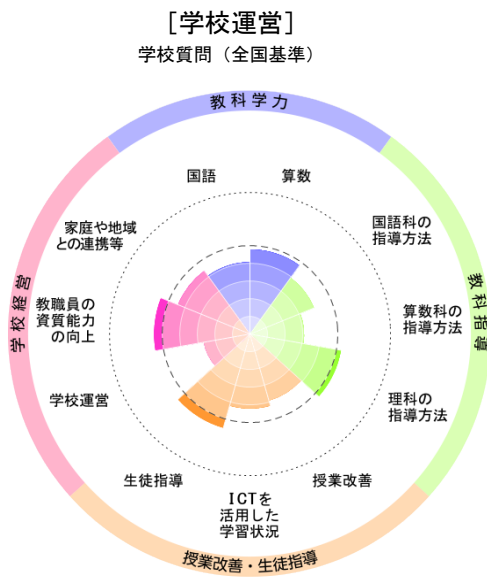 [学校運営]
学校質問（全国基準）
教科学力
国語
算数
家庭や地域
との連携等
国語科の
指導方法
学校経営
教職員の
資質能力
の向上
算数科の
指導方法
教科指導
学校運営
理科の
指導方法
生徒指導
授業改善
ICTを
活用した
学習状況
授業改善・生徒指導